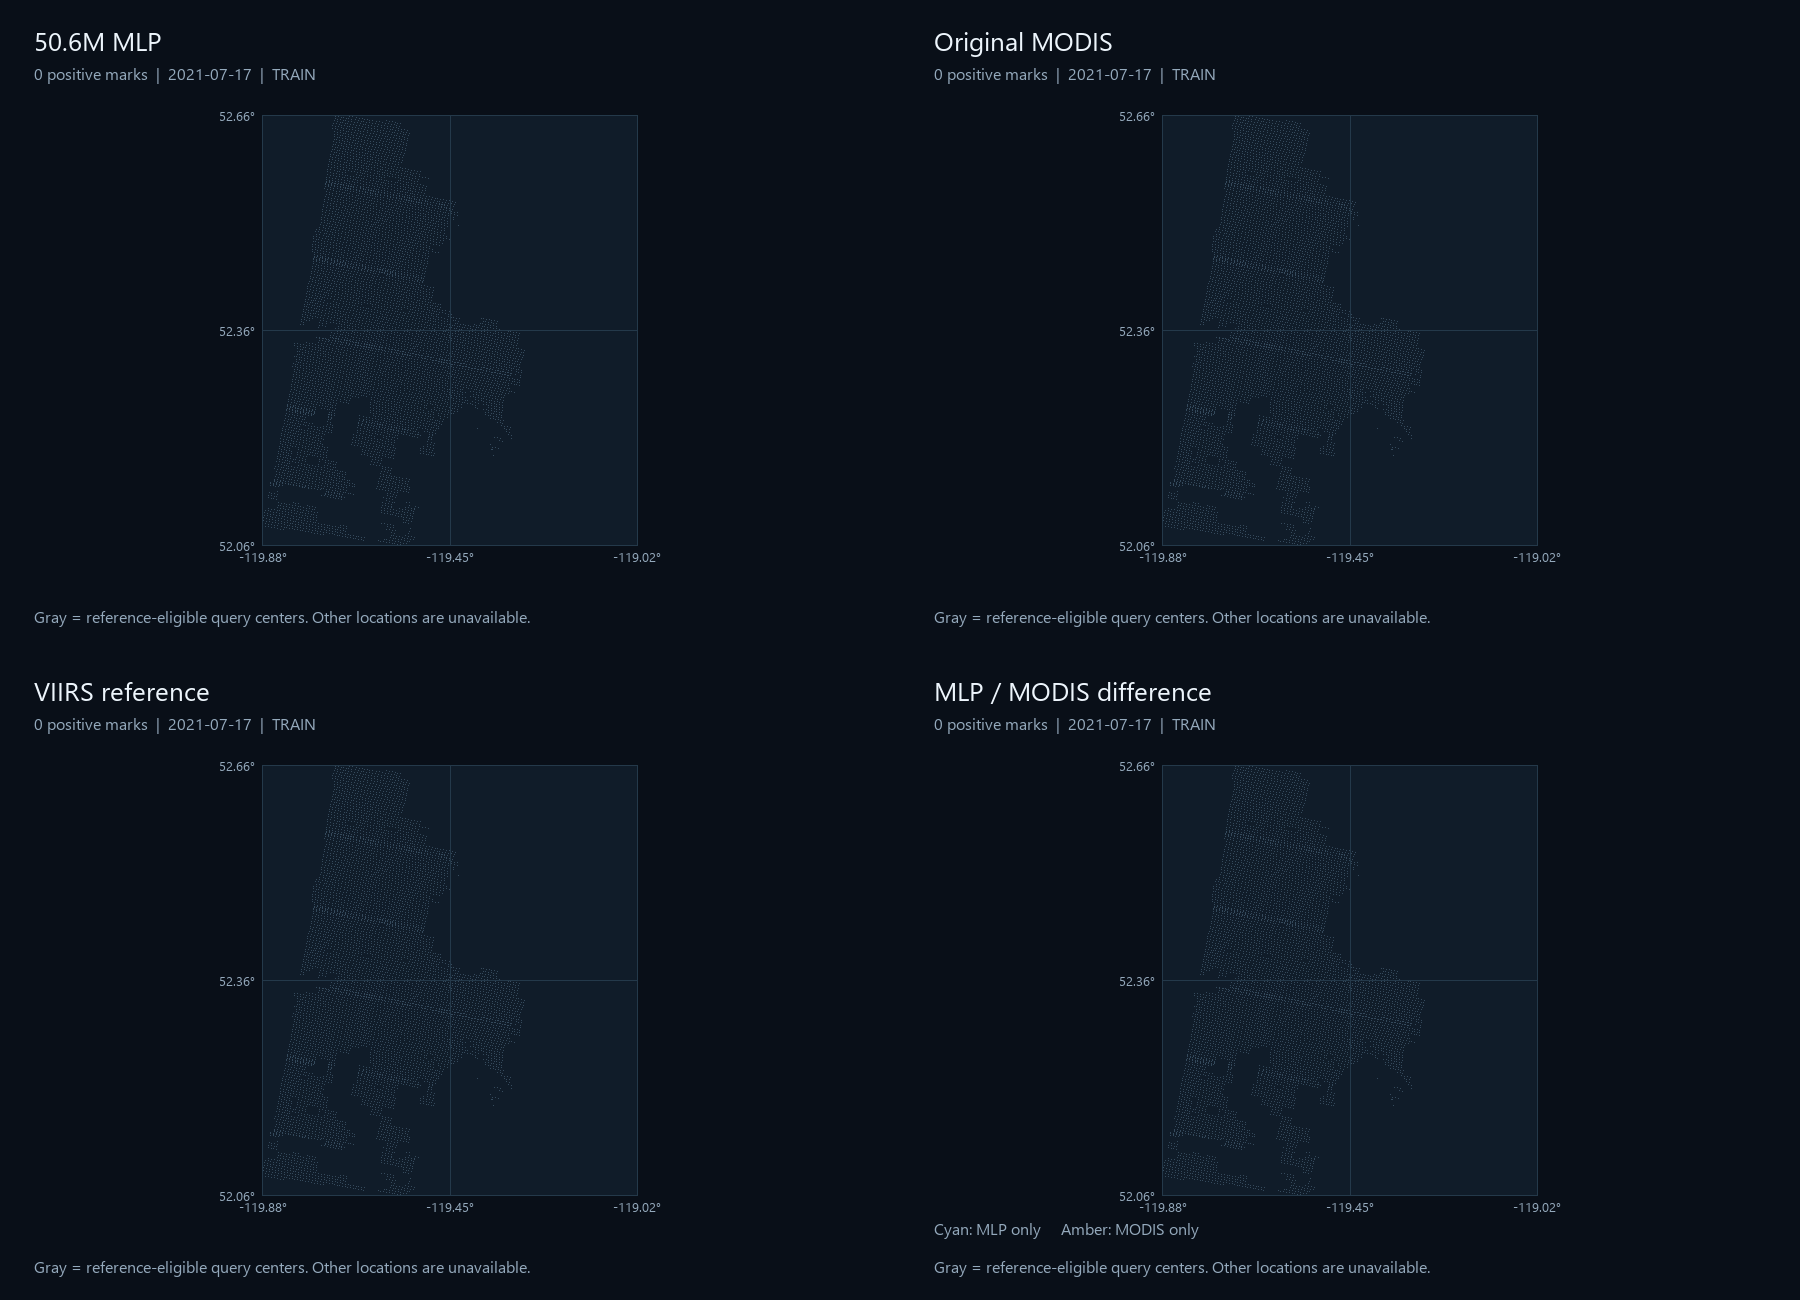 50.6M MLP
0 positive marks | 2021-07-17 | TRAIN
52.66°
52.36°
52.06°
-119.88°
-119.45°
-119.02°
Gray = reference-eligible query centers. Other locations are unavailable.
Original MODIS
0 positive marks | 2021-07-17 | TRAIN
52.66°
52.36°
52.06°
-119.88°
-119.45°
-119.02°
Gray = reference-eligible query centers. Other locations are unavailable.
VIIRS reference
0 positive marks | 2021-07-17 | TRAIN
52.66°
52.36°
52.06°
-119.88°
-119.45°
-119.02°
Gray = reference-eligible query centers. Other locations are unavailable.
MLP / MODIS difference
0 positive marks | 2021-07-17 | TRAIN
52.66°
52.36°
52.06°
-119.88°
-119.45°
-119.02°
Cyan: MLP only Amber: MODIS only
Gray = reference-eligible query centers. Other locations are unavailable.